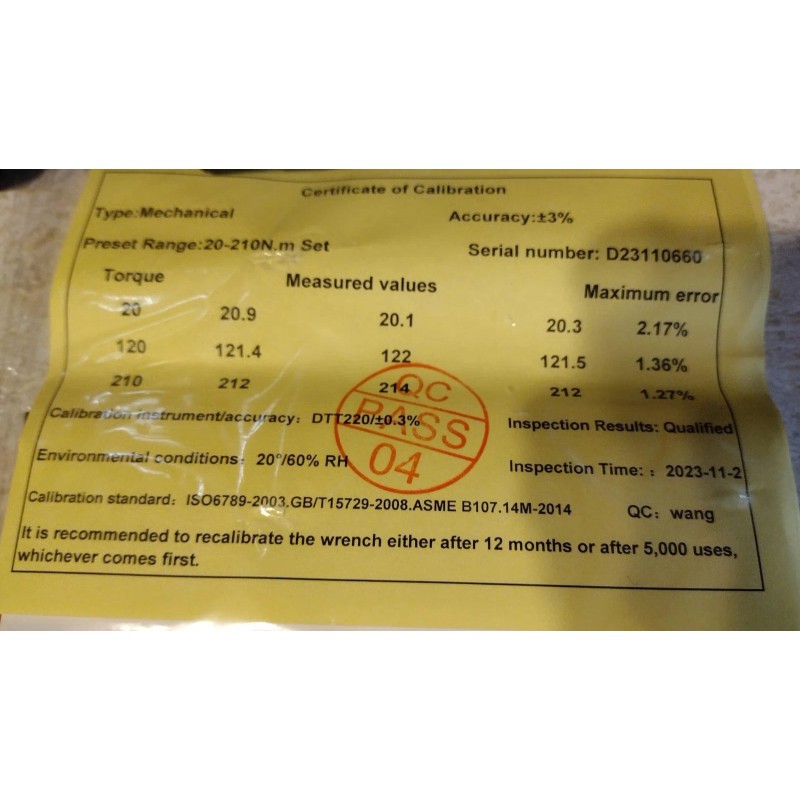 Certificate of Calibration
Type:Mechanical Accuracy:±3%
Preset Range:20-210N.m Set Serial number: D23110660
Torque Measured values Maximum error
20 20.9 20.1 20.3 2.17%
120 121.4 122 121.5 1.36%
210 212 214 212 1.27%
QC
PASS
04
Calibration instrument/accuracy: DTT220/±0.3% Inspection Results: Qualified
Environmental conditions: 20°/60% RH Inspection Time: : 2023-11-2
Calibration standard: ISO6789-2003.GB/T15729-2008.ASME B107.14M-2014 QC: wang
It is recommended to recalibrate the wrench either after 12 months or after 5,000 uses,
whichever comes first.